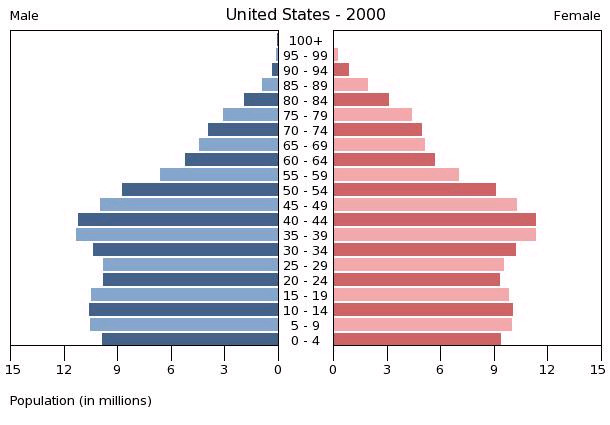 Male United States - 2000 Female
100+
95 - 99
90 - 94
85 - 89
80 - 84
75 - 79
70 - 74
65 - 69
60 - 64
55 - 59
50 - 54
45 - 49
40 - 44
35 - 39
30 - 34
25 - 29
20 - 24
15 - 19
10 - 14
5 - 9
0 - 4
15 12 9 6 3 0 0 3 6 9 12 15
Population (in millions)